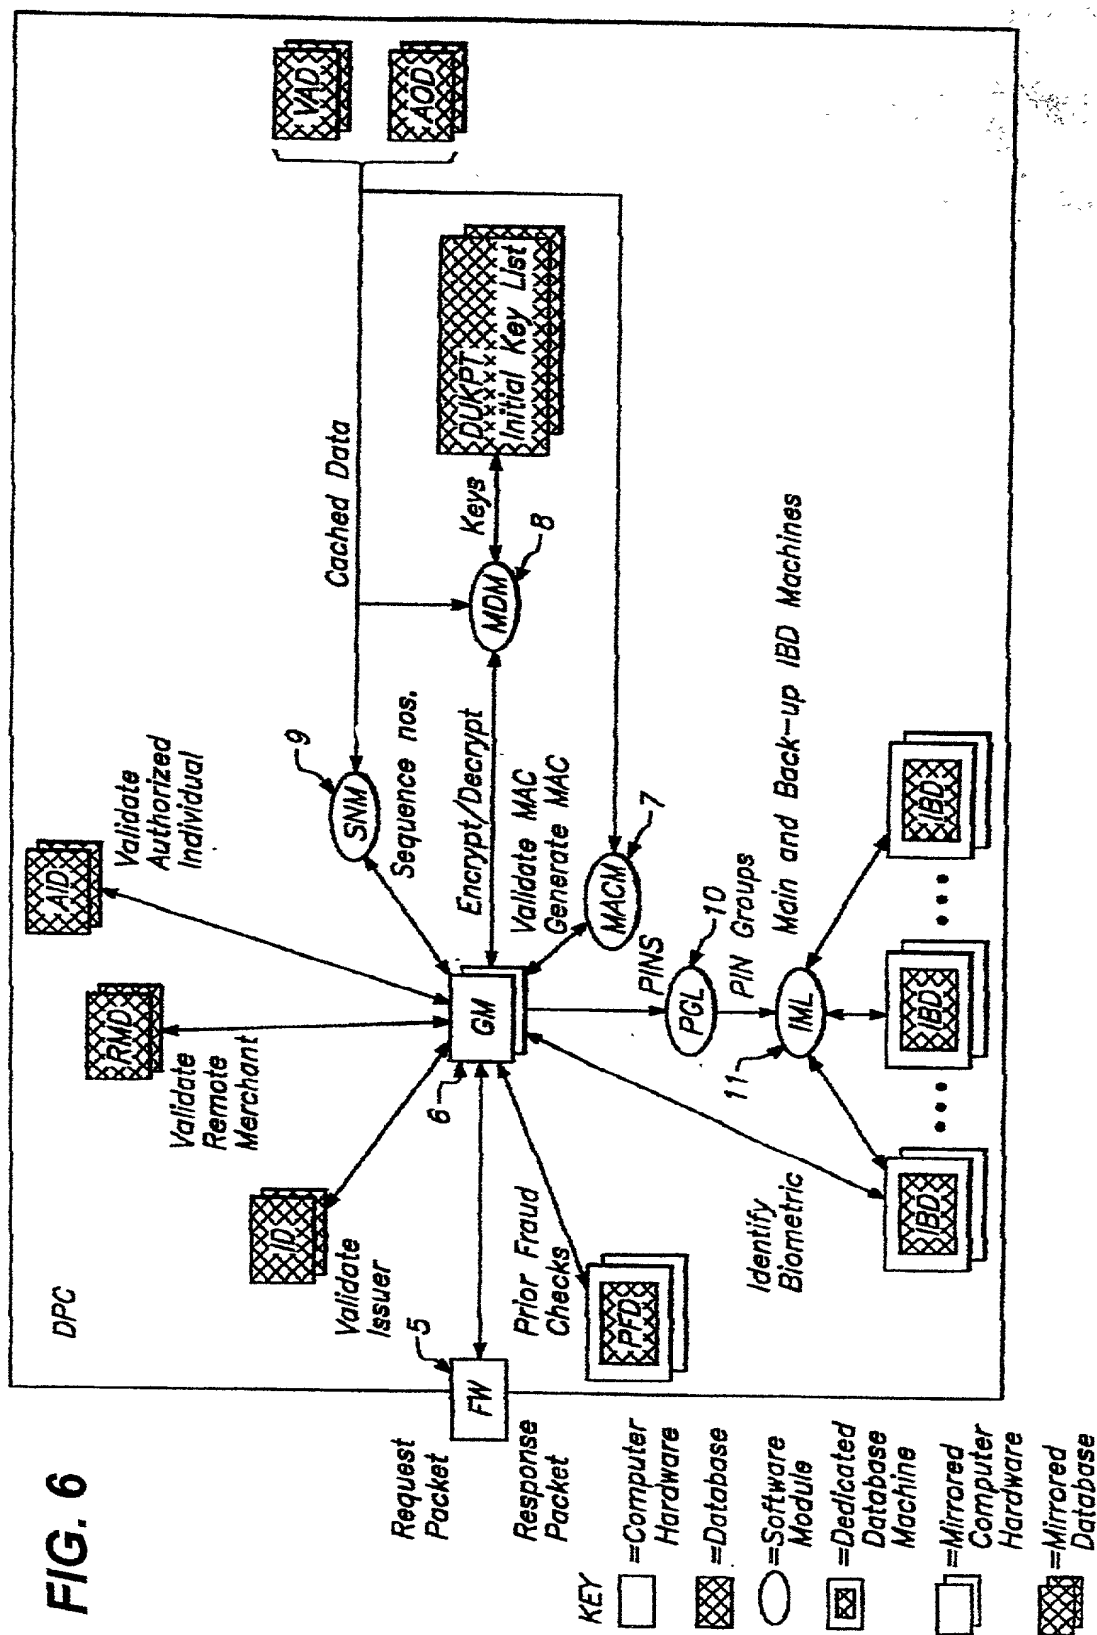 FIG. 6
DPC
Request
Packet
Response
Packet
FW
5
Validate
Issuer
ID
Validate
Remote
Merchant
RMD
Validate
Authorized
Individual
AID
6
GM
Prior Fraud
Checks
PFD
Identify
Biometric
SNM
9
Sequence nos.
Cached Data
VAD
AOD
Encrypt/Decrypt
MDM
8
Keys
DUKPT
Initial Key List
Validate MAC
Generate MAC
MACM
7
PINS
PGL
10
PIN Groups
IML
11
Main and Back-up IBD Machines
IBD
IBD
IBD
KEY
=Computer
Hardware
=Database
=Software
Module
=Dedicated
Database
Machine
=Mirrored
Computer
Hardware
=Mirrored
Database